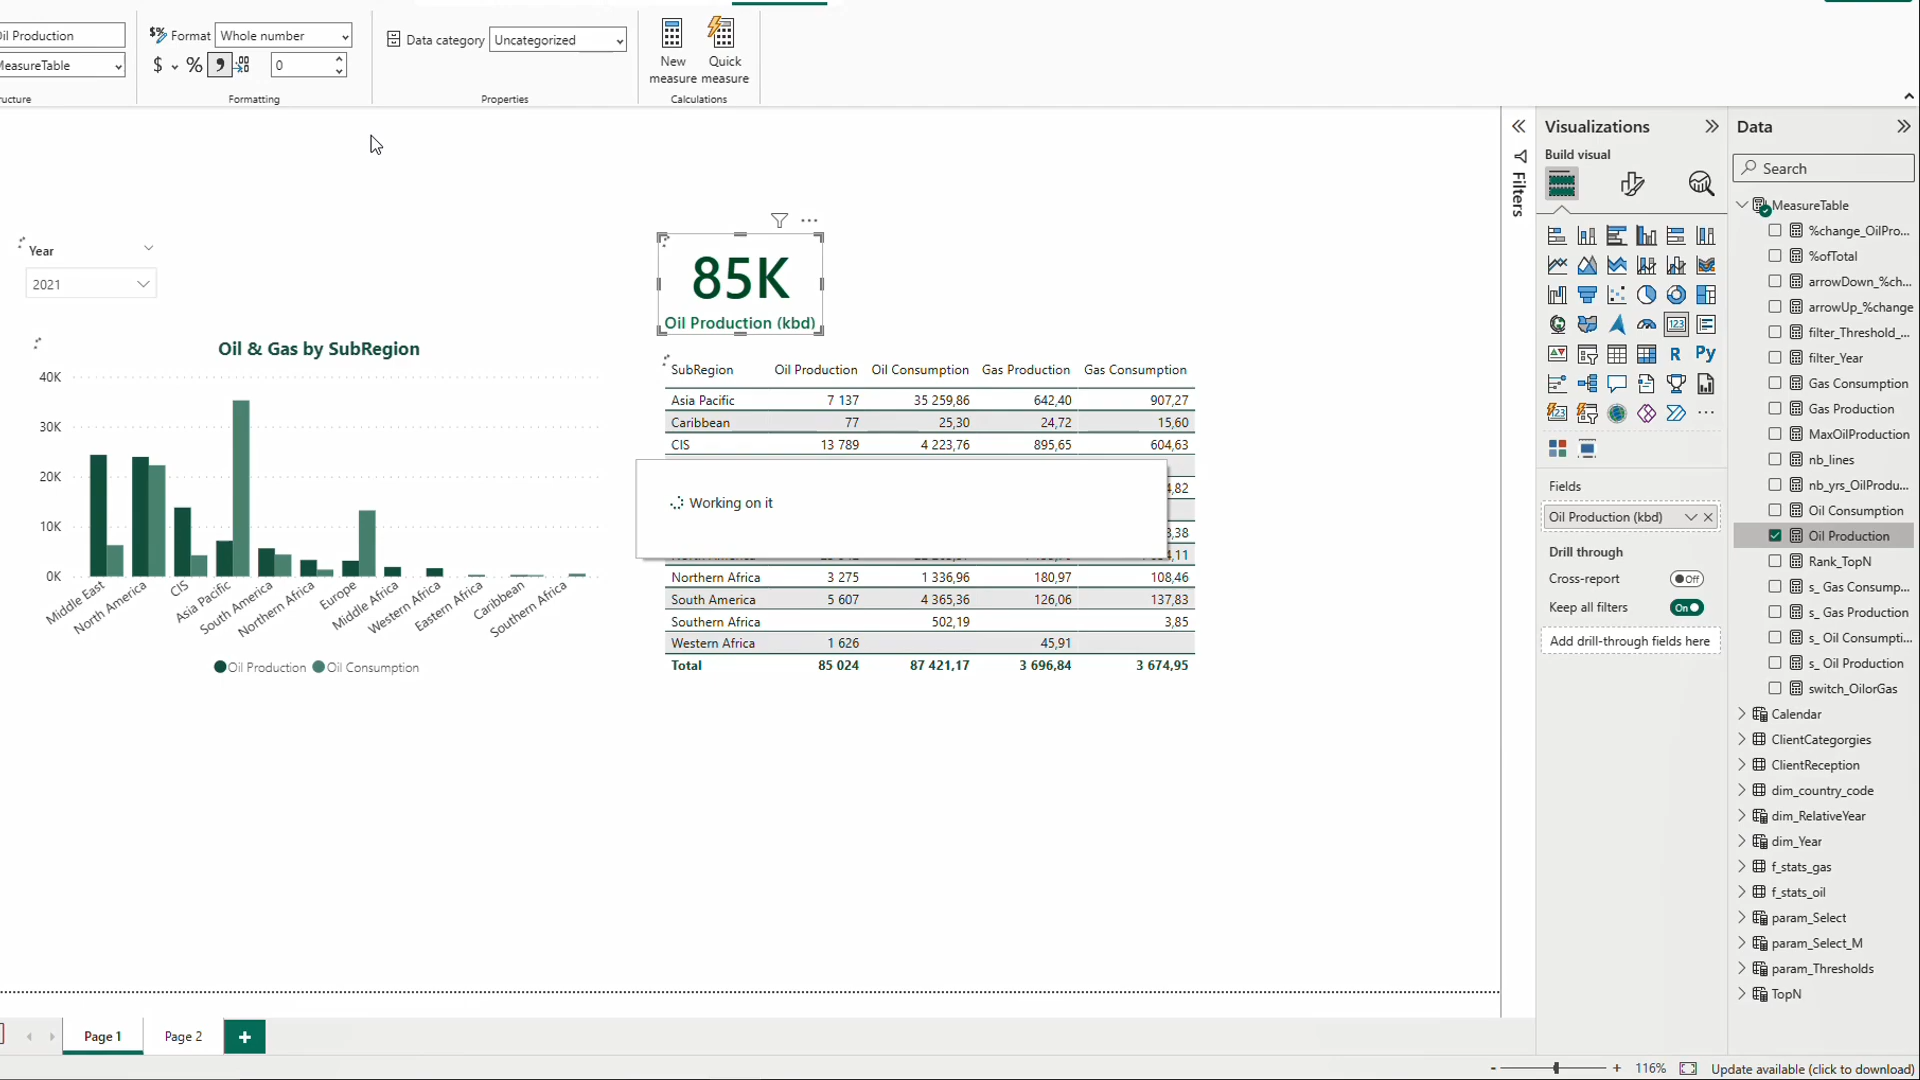 il Production
Format
Whole number
Data category
Uncategorized
MeasureTable
$
%
0
New measure
Quick measure
ructure
Formatting
Properties
Calculations
Year
2021
85K
Oil Production (kbd)
Oil & Gas by SubRegion
40K
30K
20K
10K
0K
Middle East
North America
CIS
Asia Pacific
South America
Northern Africa
Europe
Middle Africa
Western Africa
Eastern Africa
Caribbean
Southern Africa
Oil Production
Oil Consumption
SubRegion Oil Production Oil Consumption Gas Production Gas Consumption
Asia Pacific 7 137 35 259,86 642,40 907,27
Caribbean 77 25,30 24,72 15,60
CIS 13 789 4 223,76 895,65 604,63
,82
Working on it
,38
,11
Northern Africa 3 275 1 336,96 180,97 108,46
South America 5 607 4 365,36 126,06 137,83
Southern Africa 502,19 3,85
Western Africa 1 626 45,91
Total 85 024 87 421,17 3 696,84 3 674,95
Filters
Visualizations
Build visual
123
R
Py
123
Fields
Oil Production (kbd)
Drill through
Cross-report
Off
Keep all filters
On
Add drill-through fields here
Data
Search
MeasureTable
%change_OilPro...
%ofTotal
arrowDown_%ch...
arrowUp_%change
filter_Threshold_...
filter_Year
Gas Consumption
Gas Production
MaxOilProduction
nb_lines
nb_yrs_OilProdu...
Oil Consumption
Oil Production
Rank_TopN
s_ Gas Consump...
s_ Gas Production
s_ Oil Consumpti...
s_ Oil Production
switch_OilorGas
Calendar
ClientCategorgies
ClientReception
dim_country_code
dim_RelativeYear
dim_Year
f_stats_gas
f_stats_oil
param_Select
param_Select_M
param_Thresholds
TopN
Page 1
Page 2
+
- + 116%
Update available (click to download)